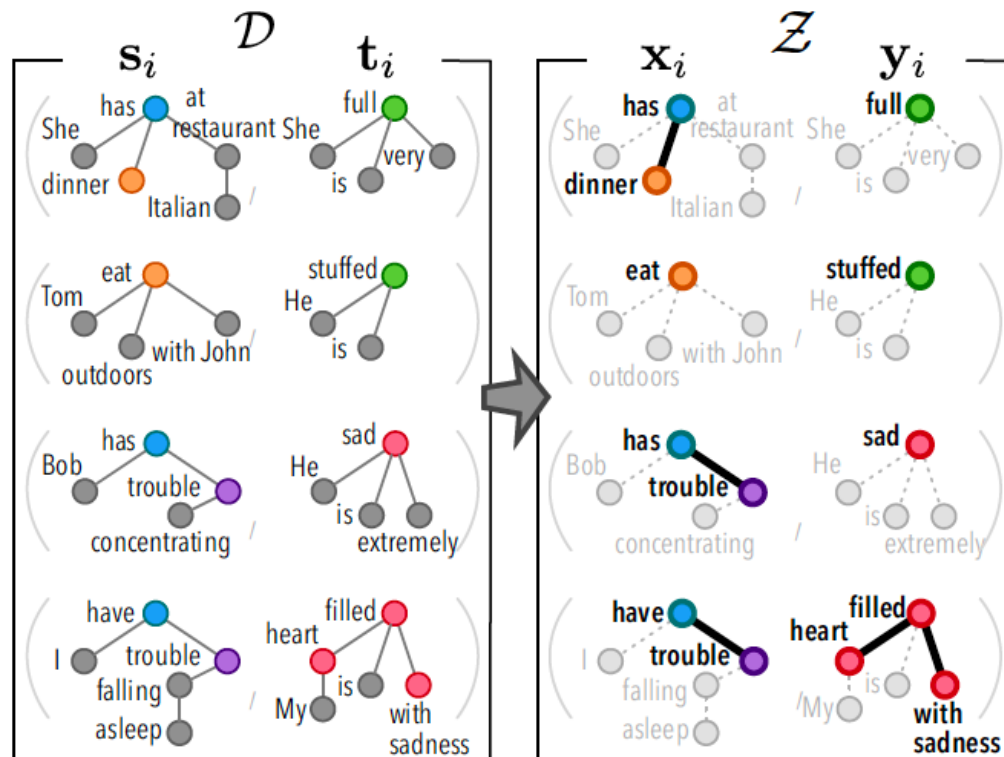 𝒟
s_i t_i
has at
She restaurant
dinner
Italian
/
full
She
very
is
eat
Tom
with John
outdoors
/
stuffed
He
is
has
Bob
trouble
concentrating
/
sad
He
is
extremely
have
I
trouble
falling
asleep
/
filled
heart
is
My
with
sadness
𝒵
x_i y_i
has at
She restaurant
dinner
Italian
/
full
She
very
is
eat
Tom
with John
outdoors
/
stuffed
He
is
has
Bob
trouble
concentrating
/
sad
He
is
extremely
have
I
trouble
falling
asleep
/
filled
heart
is
My
with
sadness